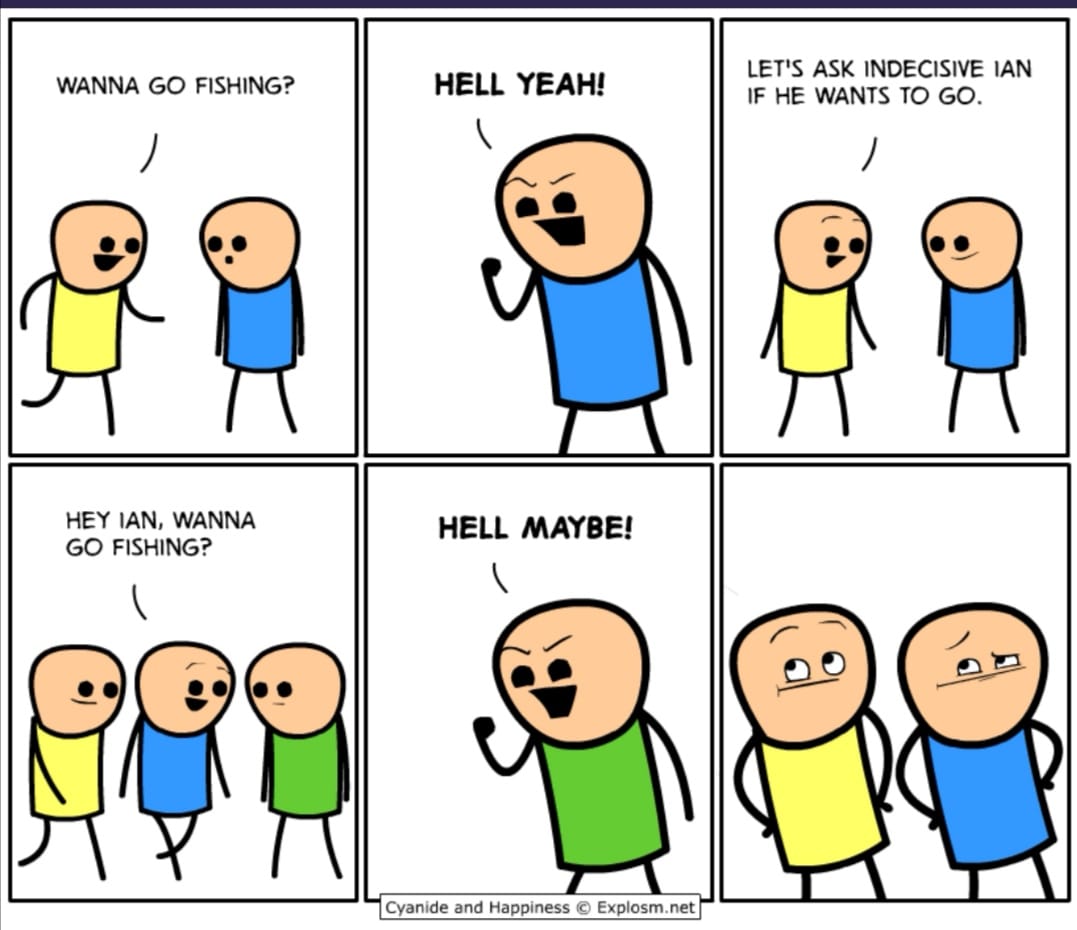 WANNA GO FISHING?
HELL YEAH!
LET'S ASK INDECISIVE IAN
IF HE WANTS TO GO.
HEY IAN, WANNA
GO FISHING?
HELL MAYBE!
Cyanide and Happiness © Explosm.net